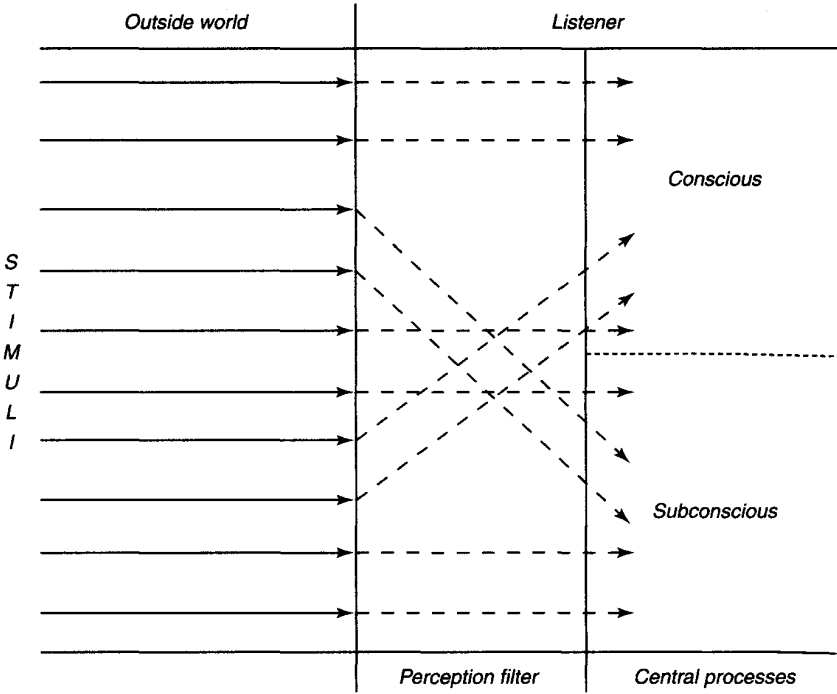 Outside world
Listener
Conscious
S
T
I
M
U
L
I
Subconscious
Perception filter
Central processes